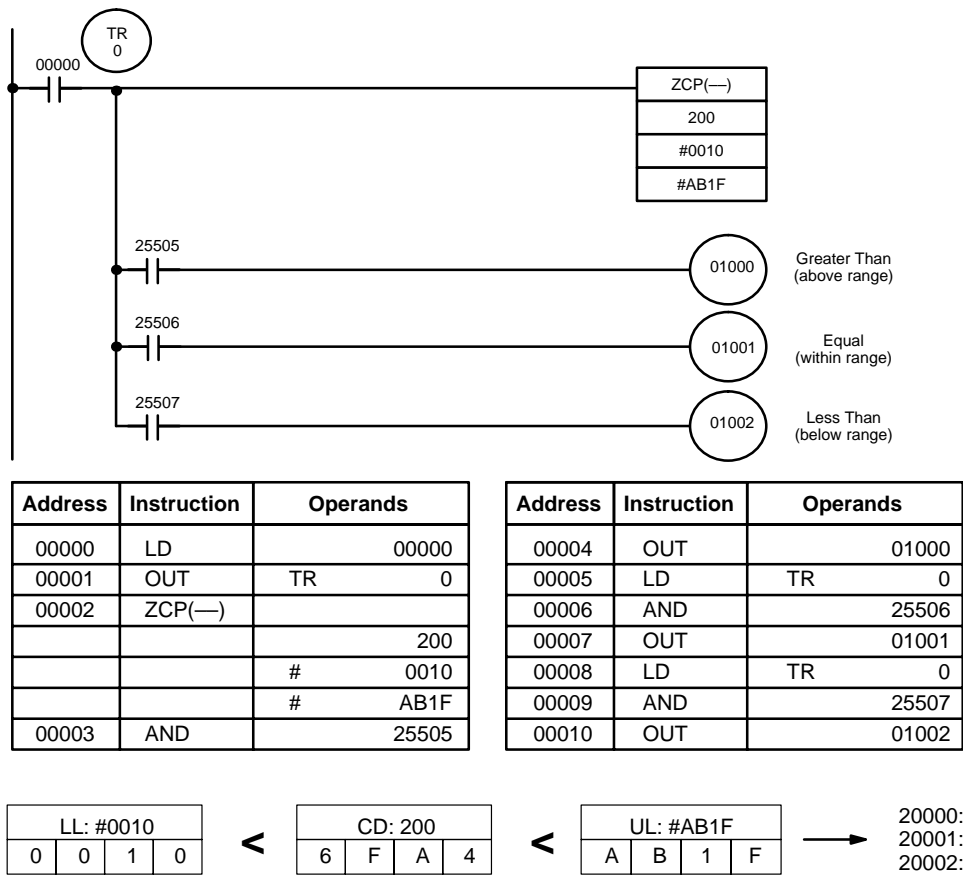 TR
0
00000
ZCP(—)
200
#0010
#AB1F
25505
01000
Greater Than
(above range)
25506
01001
Equal
(within range)
25507
01002
Less Than
(below range)
Address Instruction Operands
00000 LD 00000
00001 OUT TR 0
00002 ZCP(—)
200
# 0010
# AB1F
00003 AND 25505
Address Instruction Operands
00004 OUT 01000
00005 LD TR 0
00006 AND 25506
00007 OUT 01001
00008 LD TR 0
00009 AND 25507
00010 OUT 01002
LL: #0010
0 0 1 0
<
CD: 200
6 F A 4
<
UL: #AB1F
A B 1 F
20000:
20001:
20002: